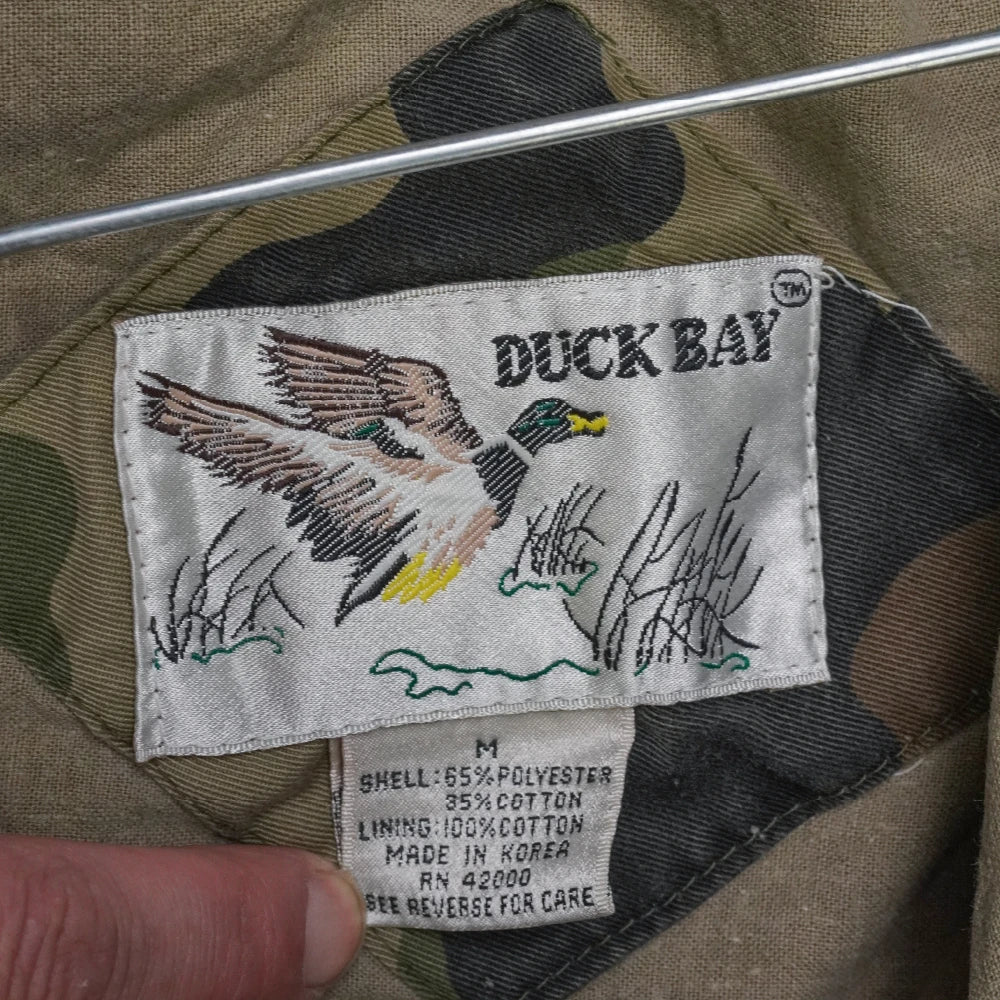 DUCK BAY TM
M
SHELL: 65% POLYESTER
35% COTTON
LINING: 100% COTTON
MADE IN KOREA
RN 42000
SEE REVERSE FOR CARE